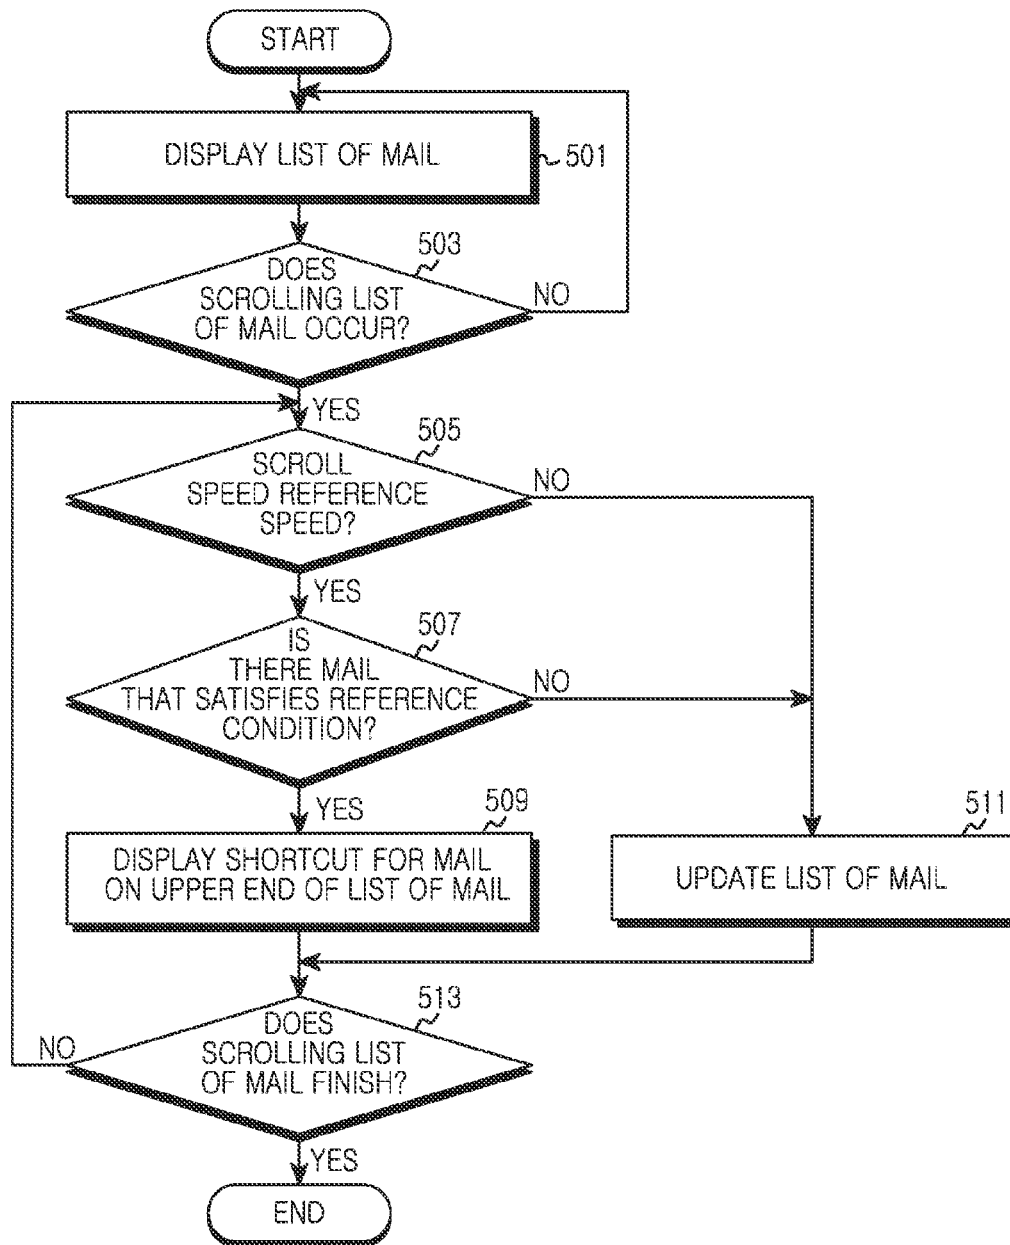 START
DISPLAY LIST OF MAIL
501
503
DOES
SCROLLING LIST
OF MAIL OCCUR?
NO
YES
505
SCROLL
SPEED REFERENCE
SPEED?
NO
YES
507
IS
THERE MAIL
THAT SATISFIES REFERENCE
CONDITION?
NO
YES
509
DISPLAY SHORTCUT FOR MAIL
ON UPPER END OF LIST OF MAIL
511
UPDATE LIST OF MAIL
513
DOES
SCROLLING LIST
OF MAIL FINISH?
NO
YES
END